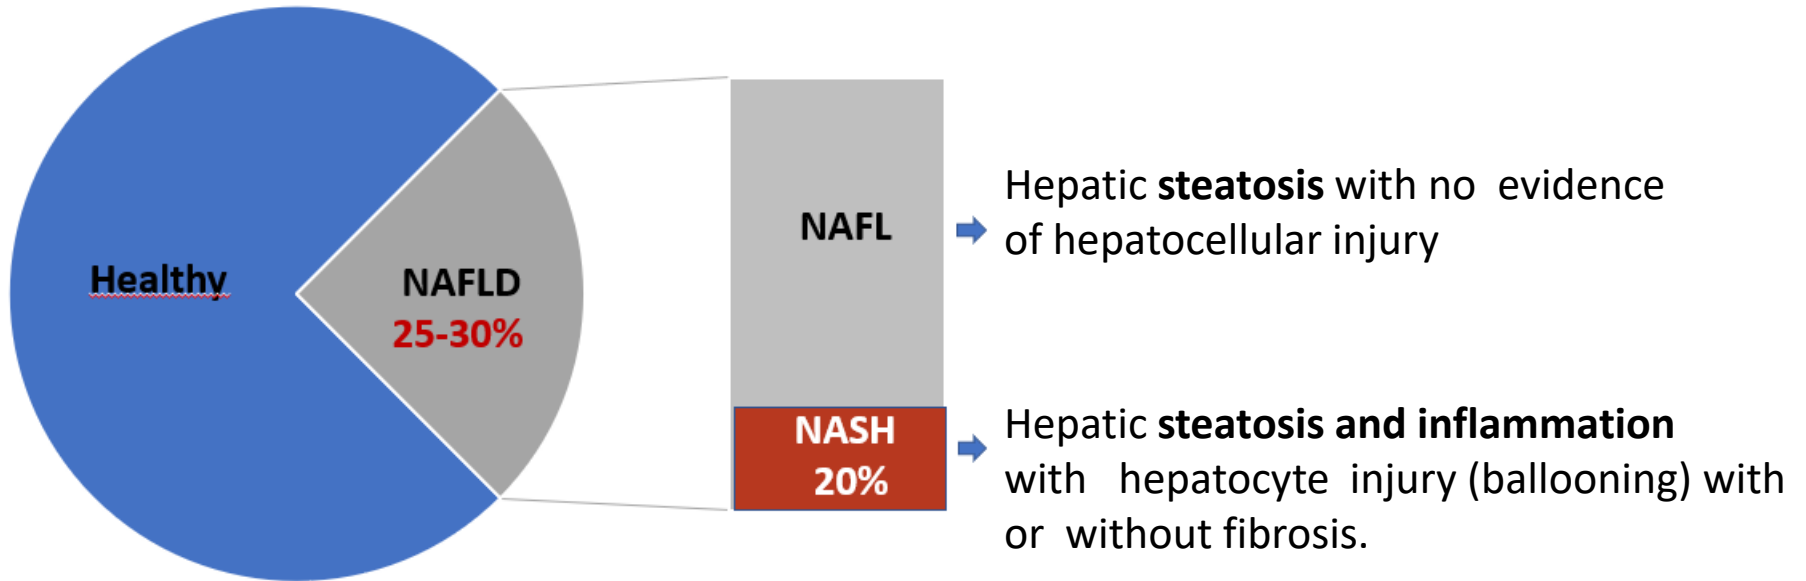 Healthy
NAFLD
25-30%
NAFL
NASH
20%
Hepatic steatosis with no evidence
of hepatocellular injury
Hepatic steatosis and inflammation
with hepatocyte injury (ballooning) with
or without fibrosis.